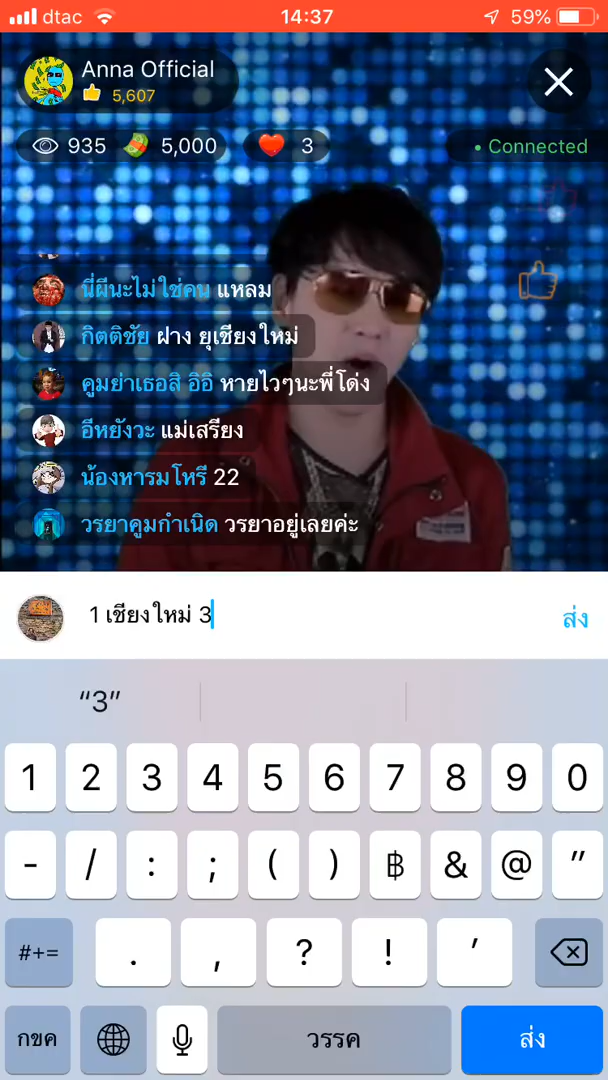 dtac 14:37 59%
Anna Official
5,607
935 5,000 3 • Connected
นี่ผีนะไม่ใช่คน แหลม
กิตติชัย ฝาง ยุเชียงใหม่
คูมย่าเธอสิ อิอิ หายไวๆนะพี่โด่ง
อีหยังวะ แม่เสรียง
น้องหารมโหรี 22
วรยาคูมกำเนิด วรยาอยู่เลยค่ะ
1 เชียงใหม่ 3 ส่ง
“3”
1 2 3 4 5 6 7 8 9 0
- / : ; ( ) ฿ & @ ”
#+= . , ? ! ’
กขค วรรค ส่ง